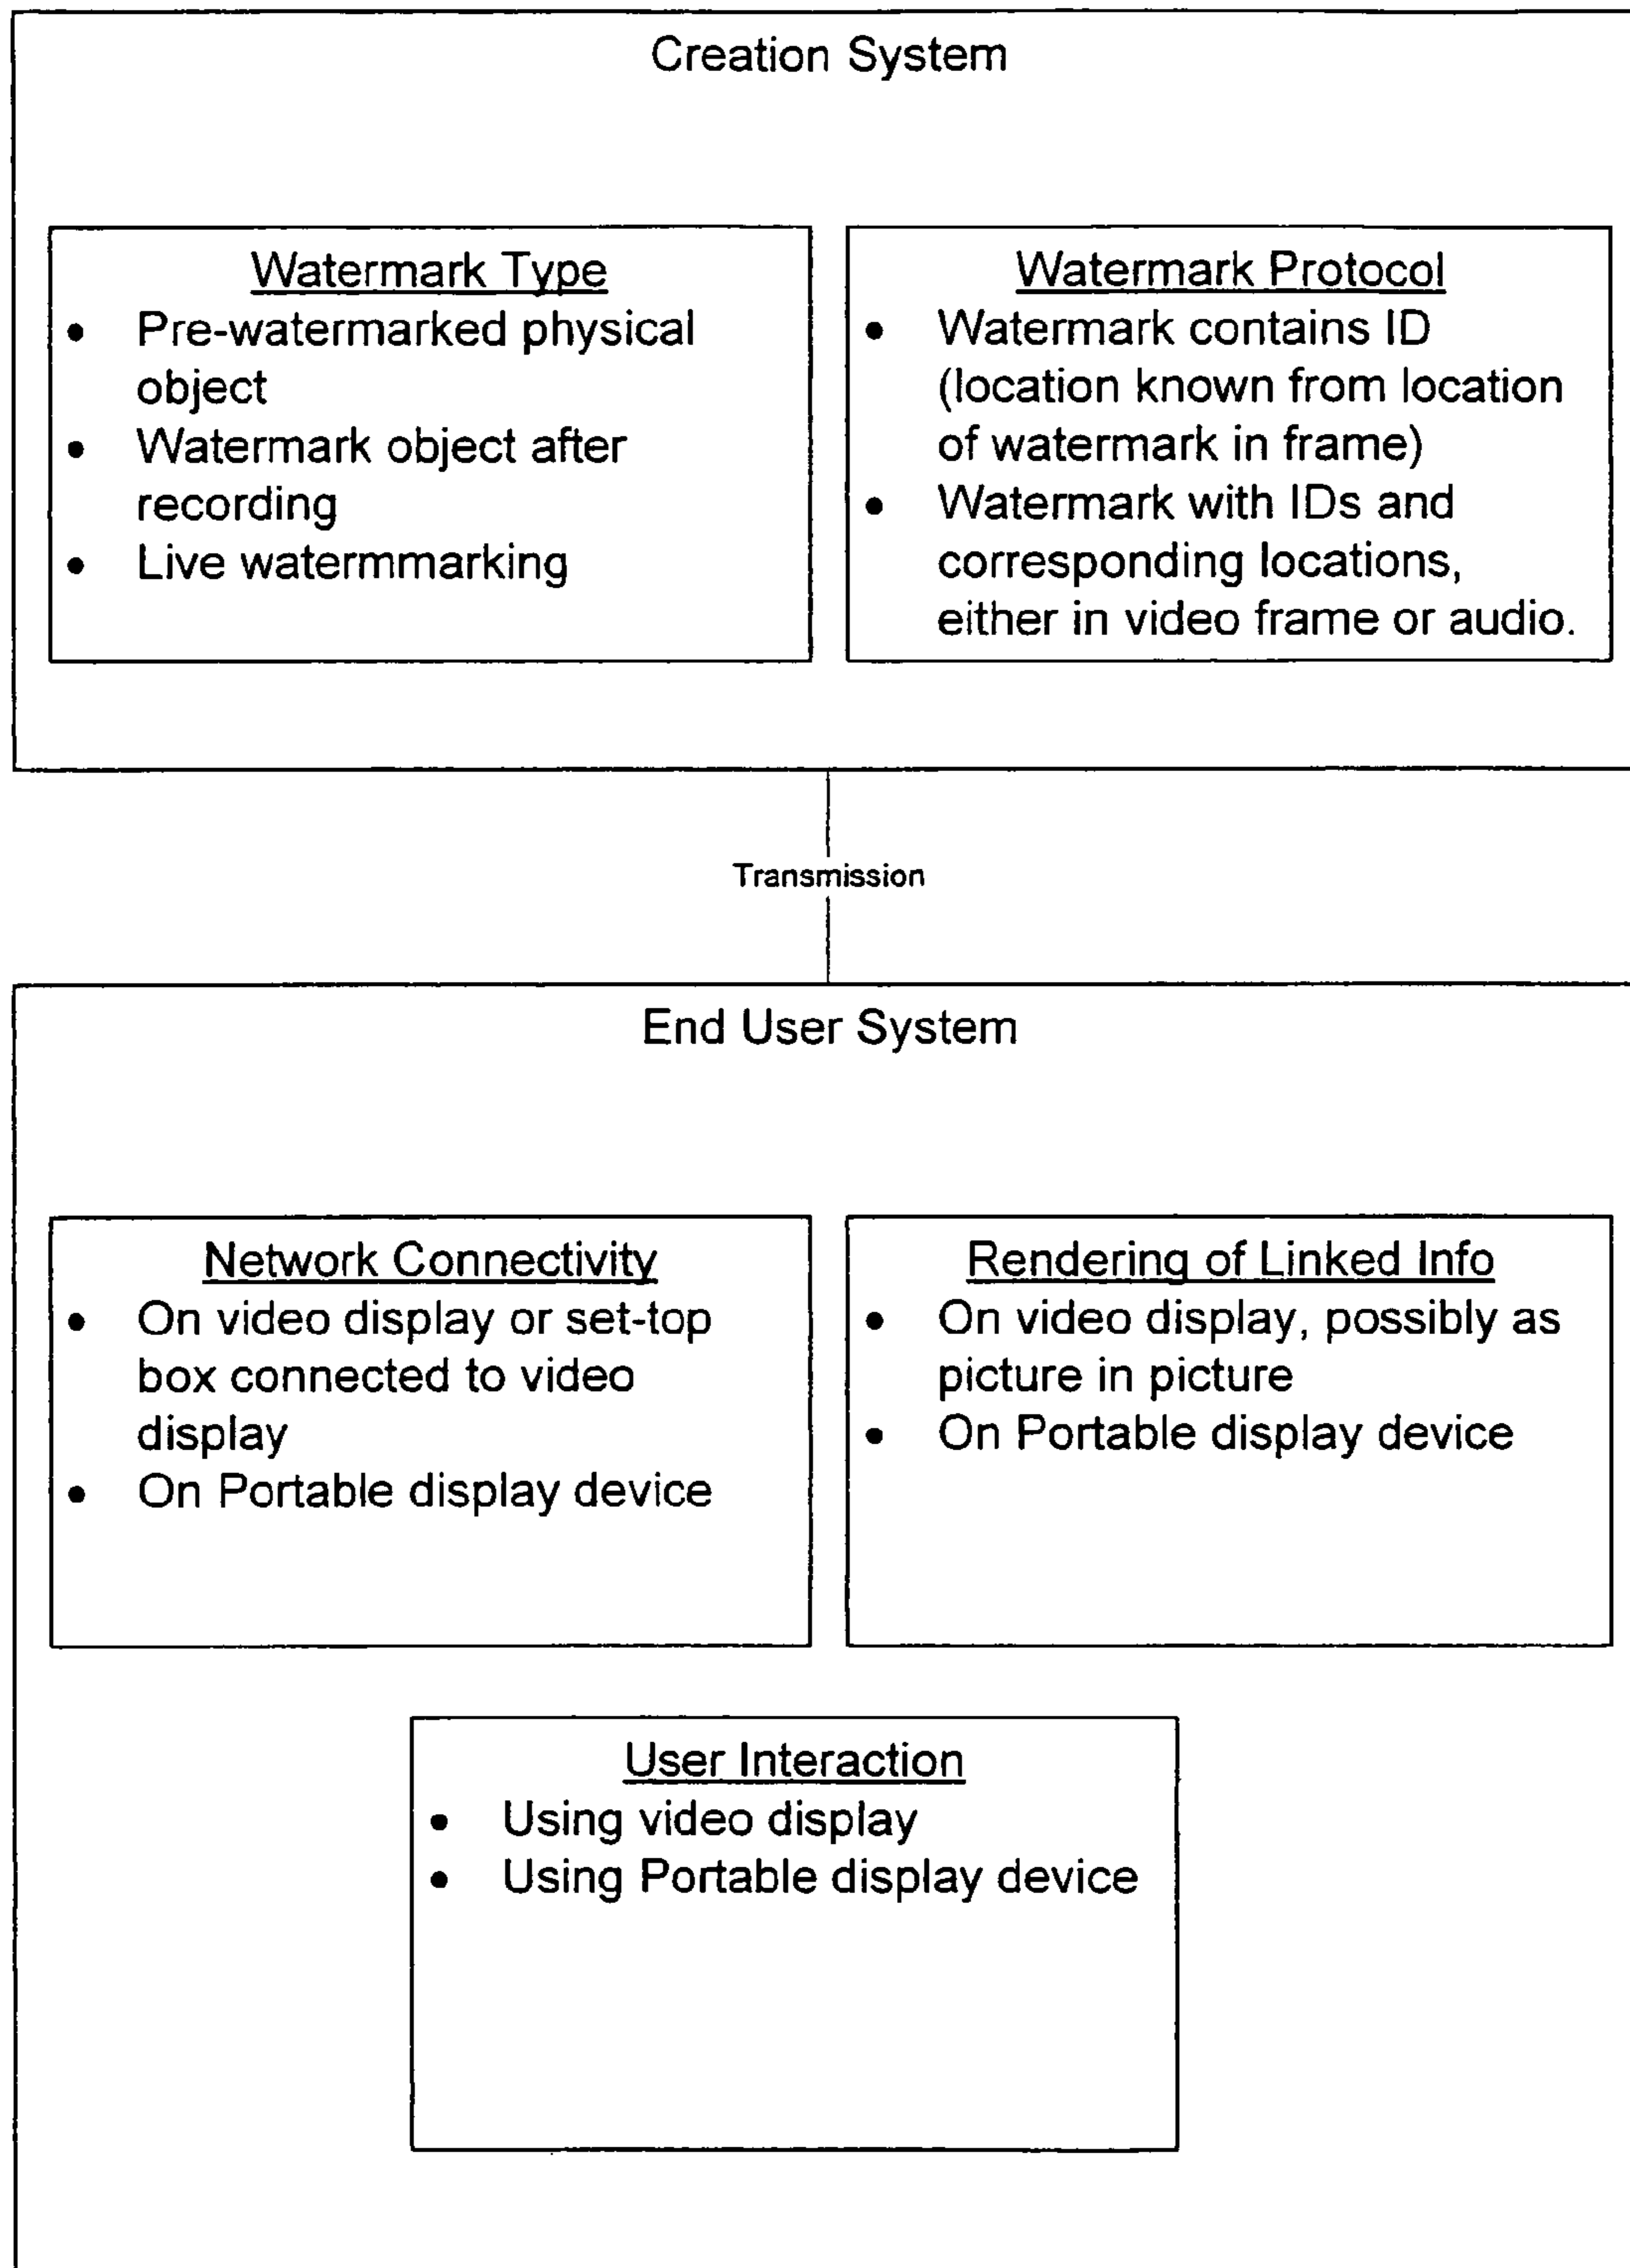 Creation System
Watermark Type
• Pre-watermarked physical
object
• Watermark object after
recording
• Live watermmarking
Watermark Protocol
• Watermark contains ID
(location known from location
of watermark in frame)
• Watermark with IDs and
corresponding locations,
either in video frame or audio.
Transmission
End User System
Network Connectivity
• On video display or set-top
box connected to video
display
• On Portable display device
Rendering of Linked Info
• On video display, possibly as
picture in picture
• On Portable display device
User Interaction
• Using video display
• Using Portable display device